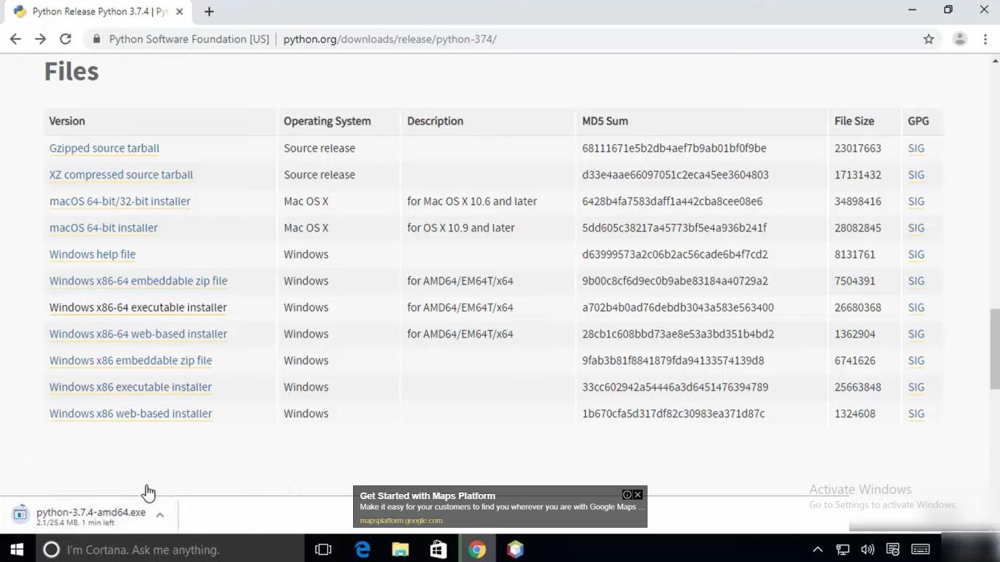 Python Release Python 3.7.4 | Py
Python Software Foundation [US] | python.org/downloads/release/python-374/
Files
Version Operating System Description MD5 Sum File Size GPG
Gzipped source tarball Source release 68111671e5b2db4aef7b9ab01bf0f9be 23017663 SIG
XZ compressed source tarball Source release d33e4aae66097051c2eca45ee3604803 17131432 SIG
macOS 64-bit/32-bit installer Mac OS X for Mac OS X 10.6 and later 6428b4fa7583daff1a442cba8cee08e6 34898416 SIG
macOS 64-bit installer Mac OS X for OS X 10.9 and later 5dd605c38217a45773bf5e4a936b241f 28082845 SIG
Windows help file Windows d63999573a2c06b2ac56cade6b4f7cd2 8131761 SIG
Windows x86-64 embeddable zip file Windows for AMD64/EM64T/x64 9b00c8cf6d9ec0b9abe83184a40729a2 7504391 SIG
Windows x86-64 executable installer Windows for AMD64/EM64T/x64 a702b4b0ad76debdb3043a583e563400 26680368 SIG
Windows x86-64 web-based installer Windows for AMD64/EM64T/x64 28cb1c608bbd73ae8e53a3bd351b4bd2 1362904 SIG
Windows x86 embeddable zip file Windows 9fab3b81f8841879fda94133574139d8 6741626 SIG
Windows x86 executable installer Windows 33cc602942a54446a3d6451476394789 25663848 SIG
Windows x86 web-based installer Windows 1b670cfa5d317df82c30983ea371d87c 1324608 SIG
Get Started with Maps Platform
Make it easy for your customers to find you wherever you are with Google Maps ...
mapsplatform.google.com
Activate Windows
Go to Settings to activate Windows.
python-3.7.4-amd64.exe
2.1/25.4 MB, 1 min left
I'm Cortana. Ask me anything.